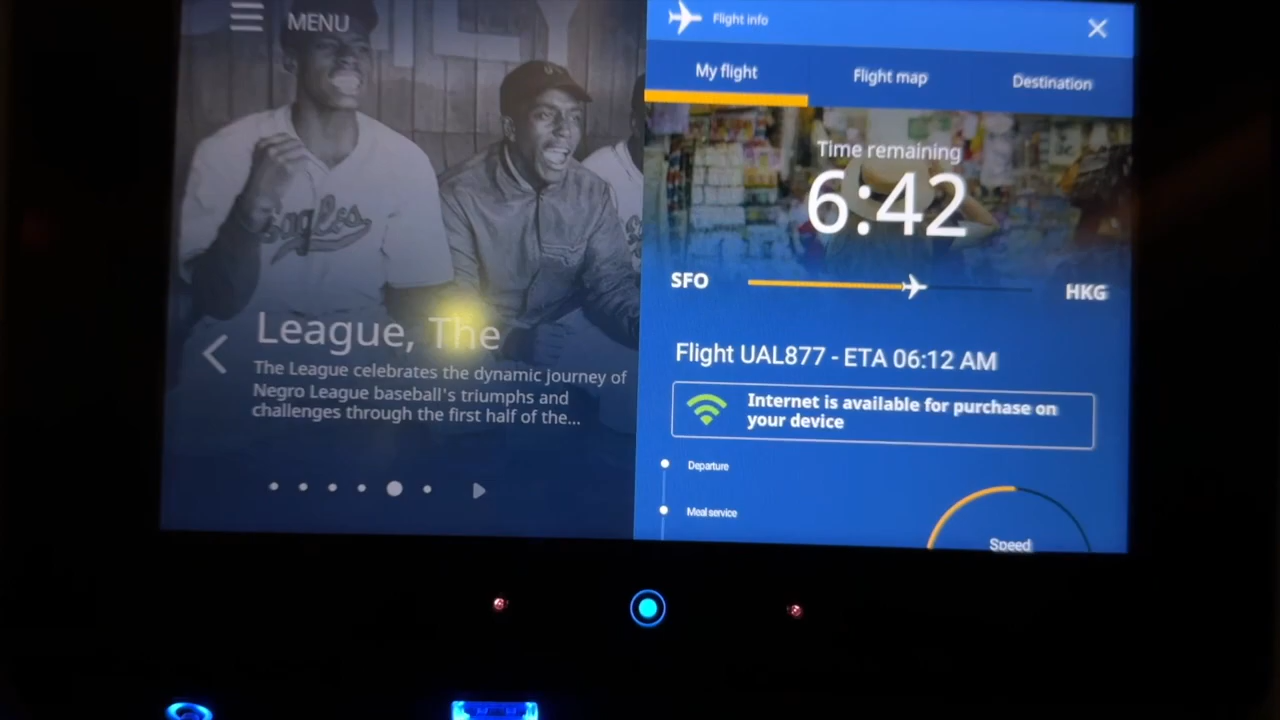 MENU
Eagles
League, The
The League celebrates the dynamic journey of
Negro League baseball's triumphs and
challenges through the first half of the...
Flight info
My flight
Flight map
Destination
Time remaining
6:42
SFO
HKG
Flight UAL877 - ETA 06:12 AM
Internet is available for purchase on
your device
Departure
Meal service
Speed